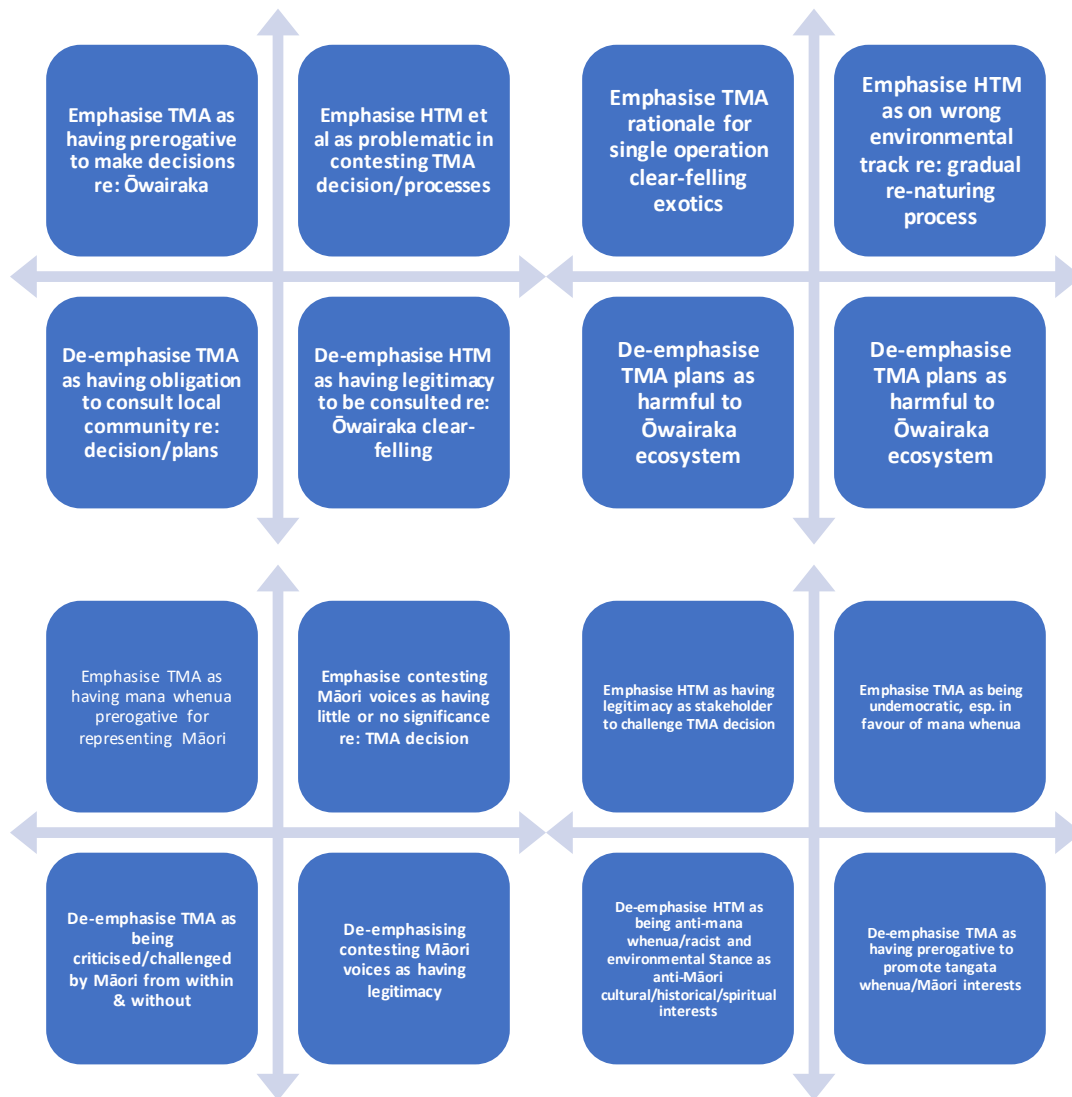 Emphasise TMA as
having prerogative
to make decisions
re: Ōwairaka
Emphasise HTM et
al as problematic in
contesting TMA
decision/processes
De-emphasise TMA
as having obligation
to consult local
community re:
decision/plans
De-emphasise HTM
as having legitimacy
to be consulted re:
Ōwairaka clear-
felling
Emphasise TMA
rationale for
single operation
clear-felling
exotics
Emphasise HTM
as on wrong
environmental
track re: gradual
re-naturing
process
De-emphasise
TMA plans as
harmful to
Ōwairaka
ecosystem
De-emphasise
TMA plans as
harmful to
Ōwairaka
ecosystem
Emphasise TMA as
having mana whenua
prerogative for
representing Māori
Emphasise contesting
Māori voices as having
little or no significance
re: TMA decision
De-emphasise TMA as
being
criticised/challenged
by Māori from within
& without
De-emphasising
contesting Māori
voices as having
legitimacy
Emphasise HTM as having
legitimacy as stakeholder
to challenge TMA decision
Emphasise TMA as being
undemocratic, esp. in
favour of mana whenua
De-emphasise HTM as
being anti-mana
whenua/racist and
environmental Stance as
anti-Māori
cultural/historical/spiritual
interests
De-emphasise TMA as
having prerogative to
promote tangata
whenua/Māori interests